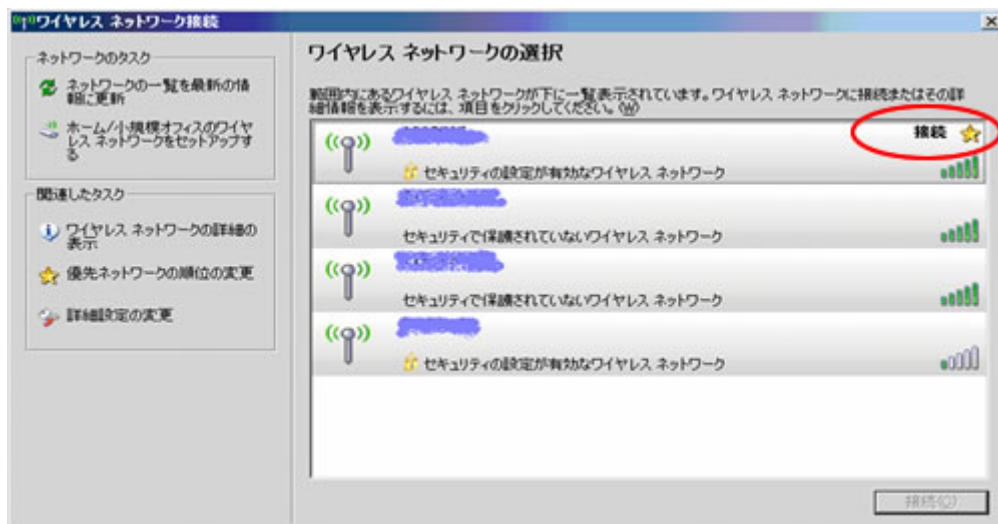 ワイヤレス ネットワーク接続
ネットワークのタスク
ネットワークの一覧を最新の情
報に更新
ホーム/小規模オフィスのワイヤ
レス ネットワークをセットアップす
る
関連したタスク
ワイヤレス ネットワークの詳細の
表示
優先ネットワークの順位の変更
詳細設定の変更
ワイヤレス ネットワークの選択
範囲内にあるワイヤレス ネットワークが下に一覧表示されています。ワイヤレス ネットワークに接続またはその詳
細情報を表示するには、項目をクリックしてください。(W)
接続
セキュリティの設定が有効なワイヤレス ネットワーク
セキュリティで保護されていないワイヤレス ネットワーク
セキュリティで保護されていないワイヤレス ネットワーク
セキュリティの設定が有効なワイヤレス ネットワーク
接続(C)